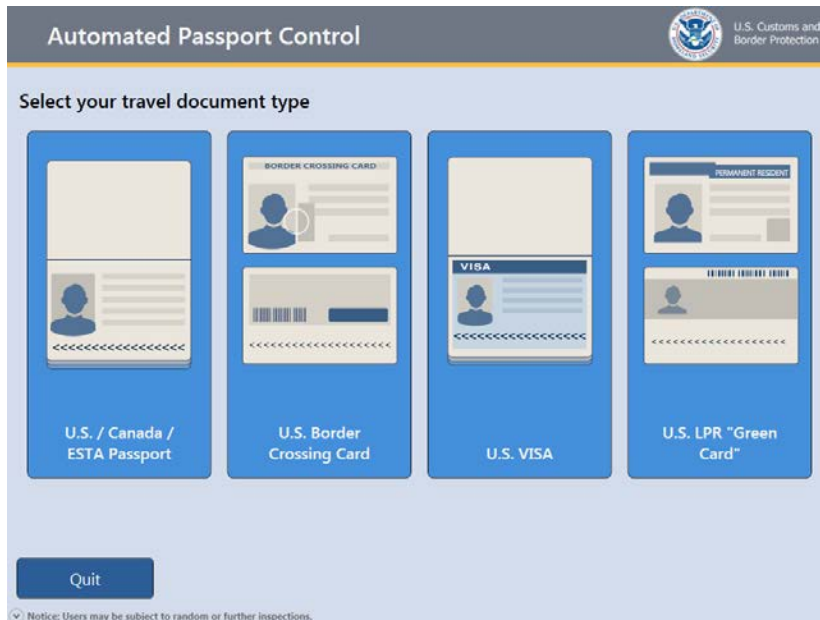 Automated Passport Control
U.S. Customs and
Border Protection
Select your travel document type
BORDER CROSSING CARD
PERMANENT RESIDENT
VISA
<<<<<<<<<<<<<<<<<
<<<<<<<<<<<<<<<<<<<<<
<<<<<<<<<<<<<<<<<
<<<<<<<<<<<<<<<<<<<
U.S. / Canada /
ESTA Passport
U.S. Border
Crossing Card
U.S. VISA
U.S. LPR "Green
Card"
Quit
Notice: Users may be subject to random or further inspections.